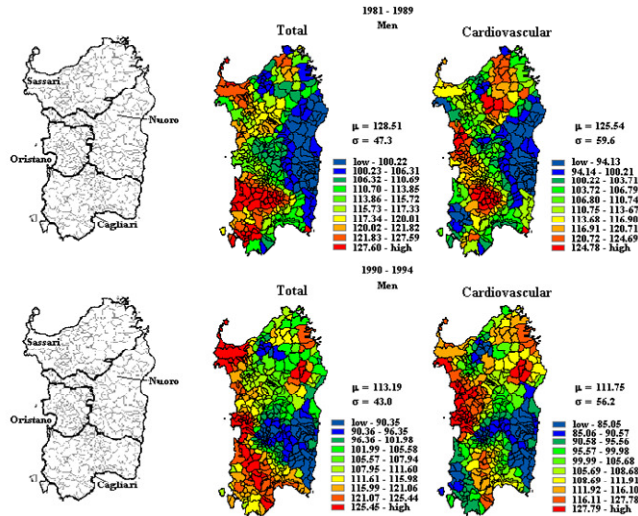 1981 - 1989
Men
Total
Cardiovascular
Sassari
Nuoro
Oristano
Cagliari
μ = 128.51
σ = 47.3
low - 100.22
100.23 - 106.31
106.32 - 110.69
110.70 - 113.85
113.86 - 115.72
115.73 - 117.33
117.34 - 120.01
120.02 - 121.82
121.83 - 127.59
127.60 - high
μ = 125.54
σ = 59.6
low - 94.13
94.14 - 100.21
100.22 - 103.71
103.72 - 106.79
106.80 - 110.74
110.75 - 113.67
113.68 - 116.90
116.91 - 120.71
120.72 - 124.69
124.78 - high
1990 - 1994
Men
Total
Cardiovascular
Sassari
Nuoro
Oristano
Cagliari
μ = 113.19
σ = 43.0
low - 90.35
90.36 - 96.35
96.36 - 101.98
101.99 - 105.58
105.57 - 107.94
107.95 - 111.60
111.61 - 115.98
115.99 - 121.06
121.07 - 125.44
125.45 - high
μ = 111.75
σ = 56.2
low - 85.05
85.06 - 90.57
90.58 - 95.56
95.57 - 99.98
99.99 - 105.68
105.69 - 108.68
108.69 - 111.91
111.92 - 116.10
116.11 - 127.78
127.79 - high